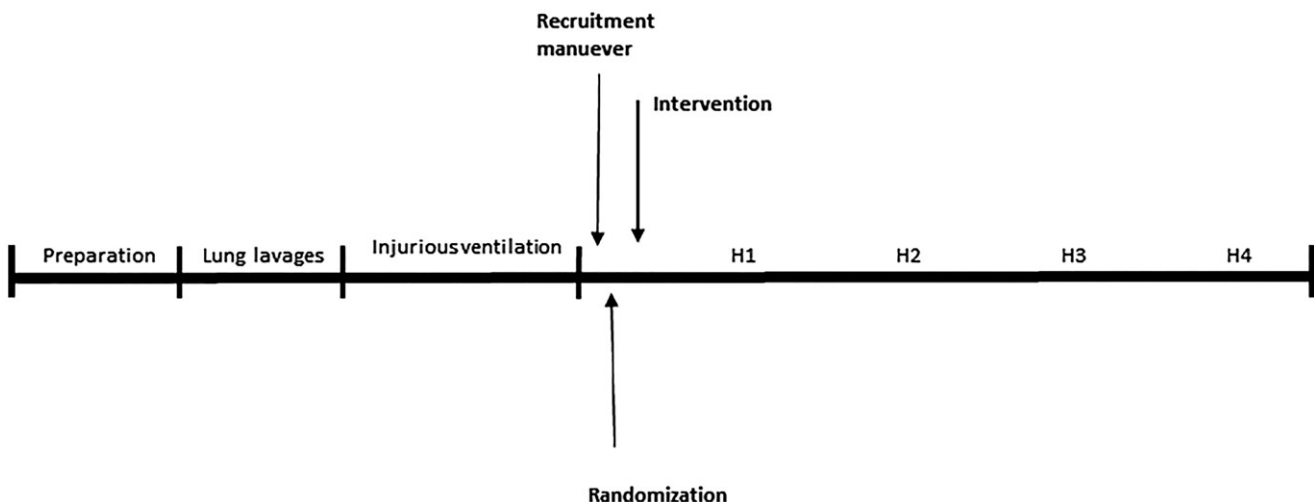 Recruitment
manuever
Intervention
Preparation
Lung lavages
Injuriousventilation
H1
H2
H3
H4
Randomization